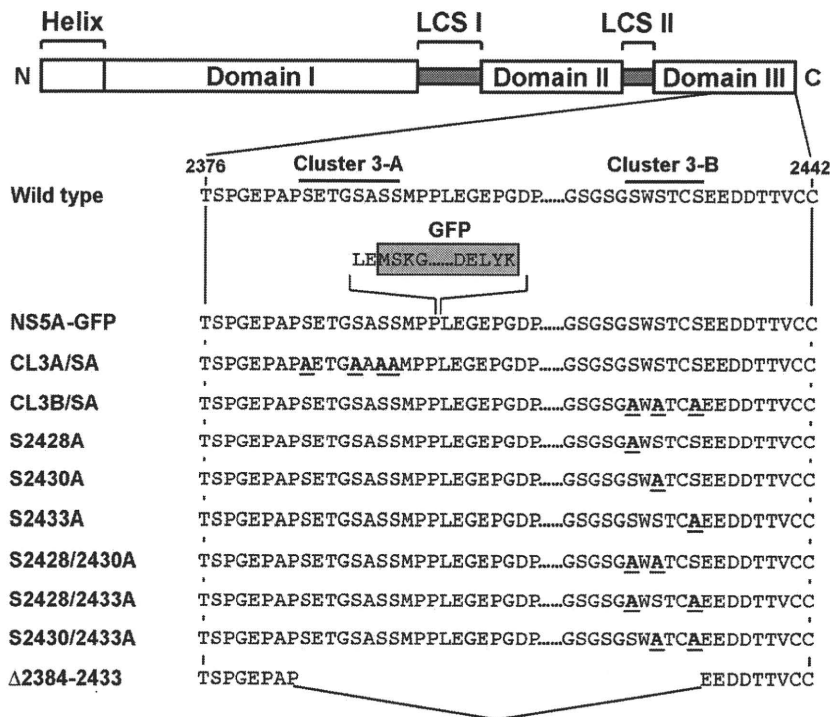 Helix LCS I LCS II
N Domain I Domain II Domain III C
2376 Cluster 3-A Cluster 3-B 2442
Wild type TSPGEPAPSETGSASSMPPLEGEPGDP......GSGSGSWSTCSEEDDTTVCC
GFP
LEMSKG......DELYK
NS5A-GFP TSPGEPAPSETGSASSMPPLEGEPGDP......GSGSGSWSTCSEEDDTTVCC
CL3A/SA TSPGEPAPAETGAAAAMPPLEGEPGDP......GSGSGSWSTCSEEDDTTVCC
CL3B/SA TSPGEPAPSETGSASSMPPLEGEPGDP......GSGSGAWATCAEEDDTTVCC
S2428A TSPGEPAPSETGSASSMPPLEGEPGDP......GSGSGAWSTCSEEDDTTVCC
S2430A TSPGEPAPSETGSASSMPPLEGEPGDP......GSGSGSWATCSEEDDTTVCC
S2433A TSPGEPAPSETGSASSMPPLEGEPGDP......GSGSGSWSTCAEEDDTTVCC
S2428/2430A TSPGEPAPSETGSASSMPPLEGEPGDP......GSGSGAWATCSEEDDTTVCC
S2428/2433A TSPGEPAPSETGSASSMPPLEGEPGDP......GSGSGAWSTCAEEDDTTVCC
S2430/2433A TSPGEPAPSETGSASSMPPLEGEPGDP......GSGSGSWATCAEEDDTTVCC
Δ2384-2433 TSPGEPAP EEDDTTVCC